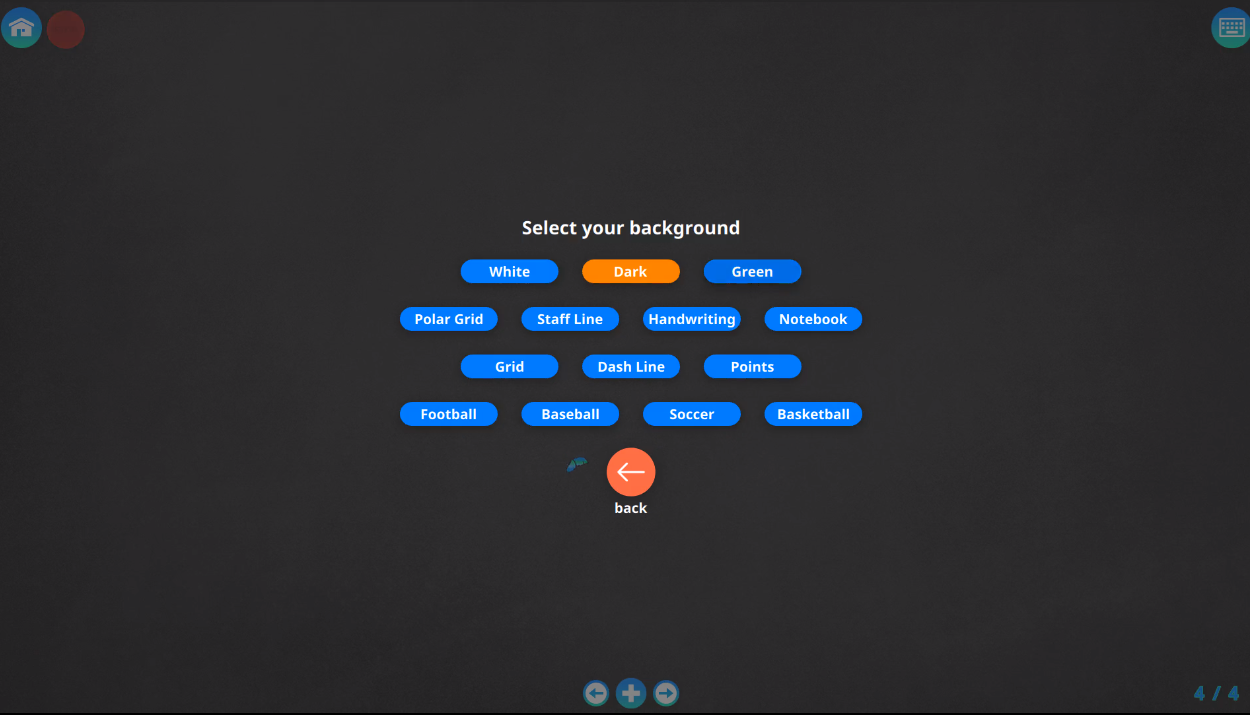 Select your background
White Dark Green
Polar Grid Staff Line Handwriting Notebook
Grid Dash Line Points
Football Baseball Soccer Basketball
back
4 / 4